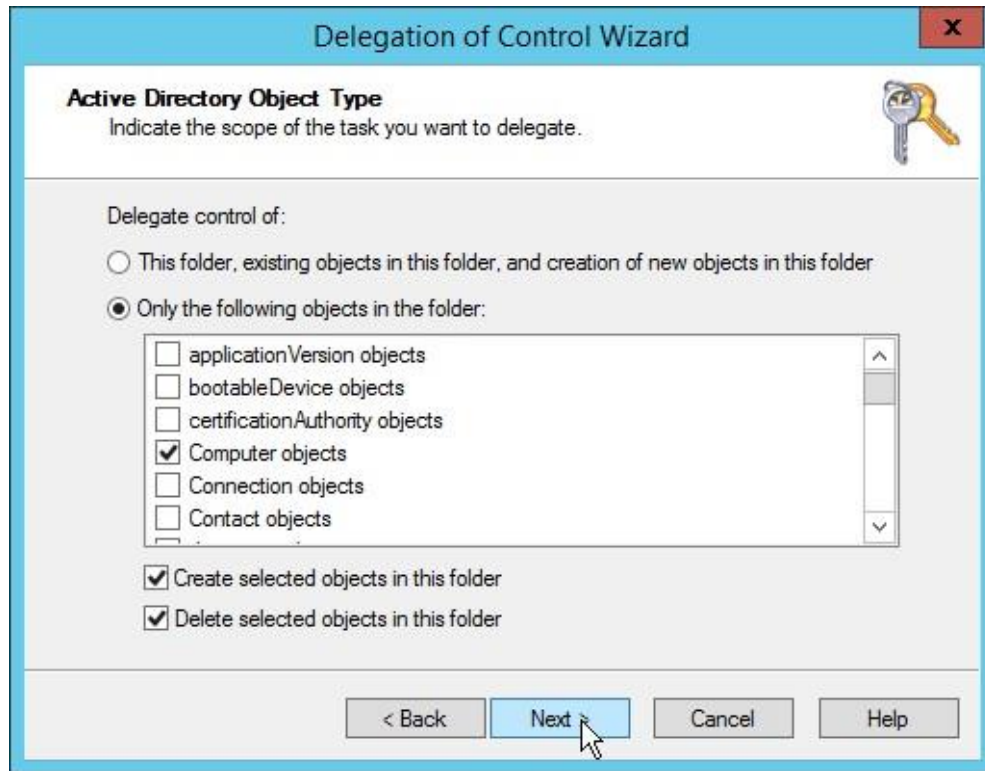 Delegation of Control Wizard
x
Active Directory Object Type
Indicate the scope of the task you want to delegate.
Delegate control of:
This folder, existing objects in this folder, and creation of new objects in this folder
Only the following objects in the folder:
applicationVersion objects
bootableDevice objects
certificationAuthority objects
Computer objects
Connection objects
Contact objects
Create selected objects in this folder
Delete selected objects in this folder
< Back
Next >
Cancel
Help